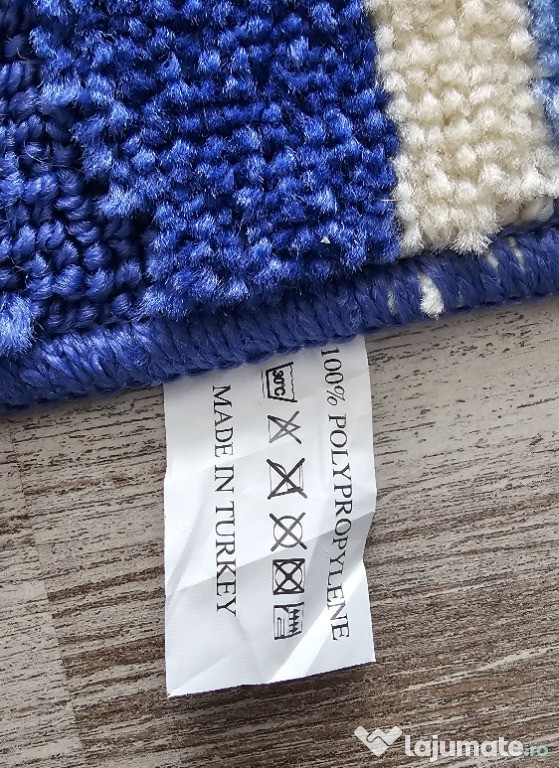 100% POLYPROPYLENE
30°C
MADE IN TURKEY
lajumate.ro